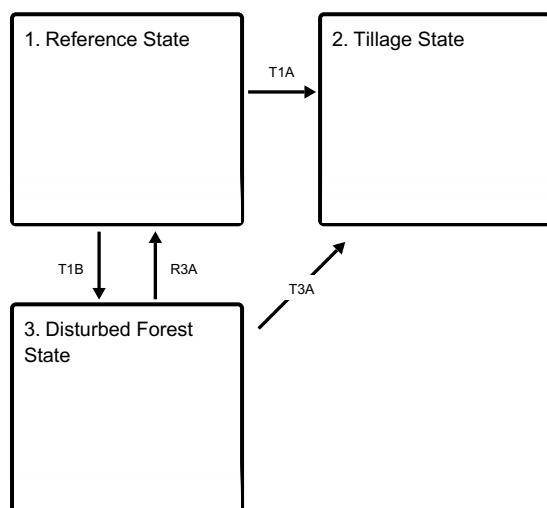 1. Reference State
2. Tillage State
T1A
T1B
R3A
T3A
3. Disturbed Forest
State